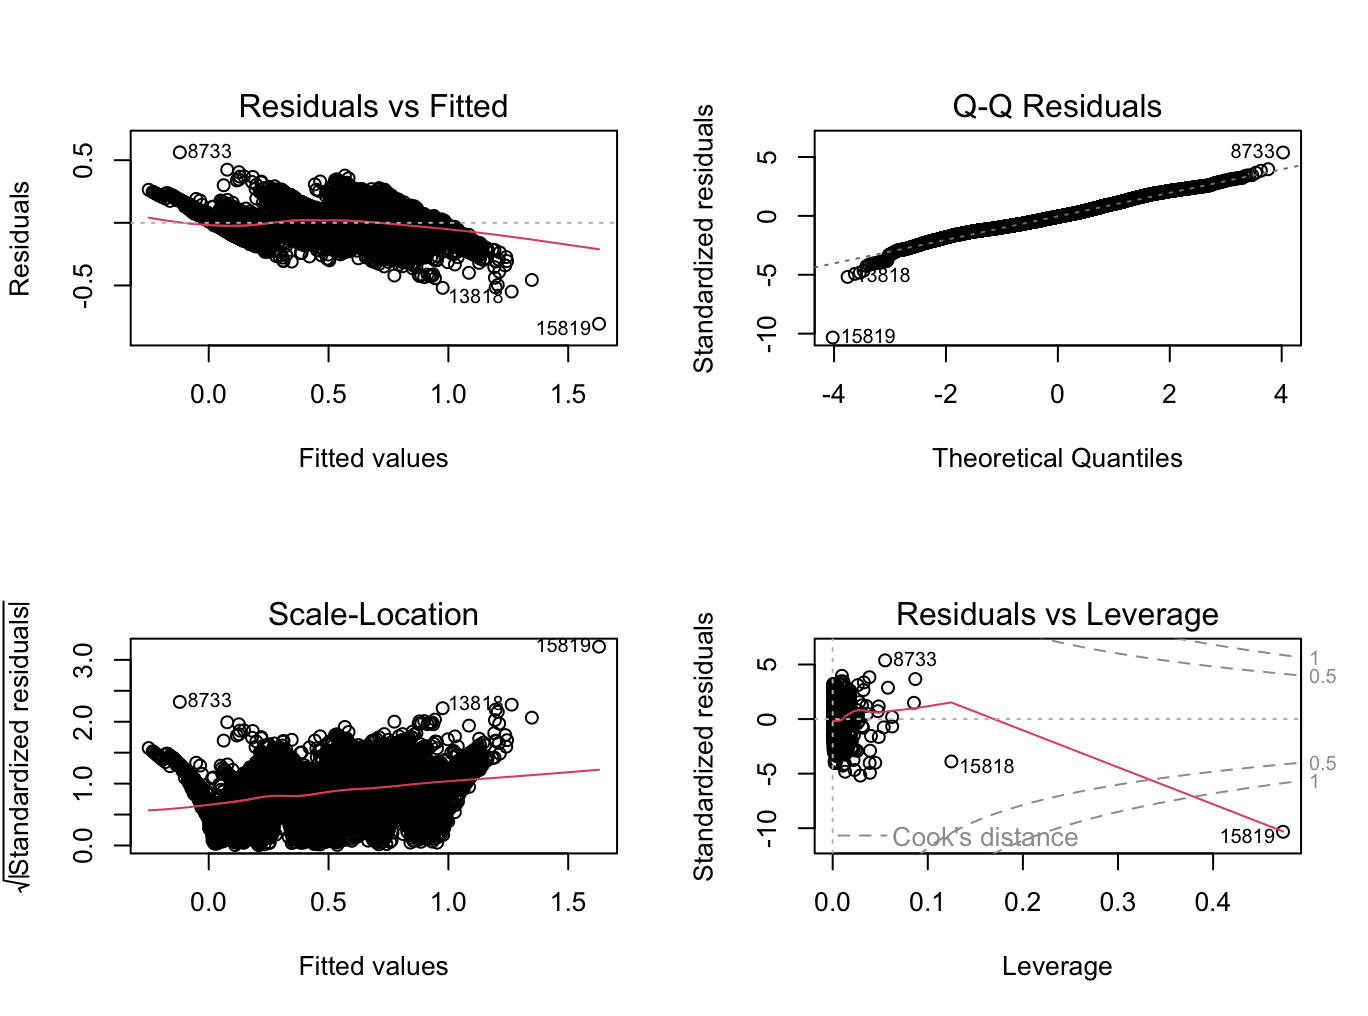 Residuals vs Fitted
Residuals
0.5
-0.5
8733
13818
15819
0.0 0.5 1.0 1.5
Fitted values
Q-Q Residuals
Standardized residuals
5
0
-5
-10
8733
13818
15819
-4 -2 0 2 4
Theoretical Quantiles
Scale-Location
√|Standardized residuals|
3.0
2.0
1.0
0.0
15819
8733
13818
0.0 0.5 1.0 1.5
Fitted values
Residuals vs Leverage
Standardized residuals
5
0
-5
-10
8733
15818
15819
1
0.5
0.5
1
Cook's distance
0.0 0.1 0.2 0.3 0.4
Leverage